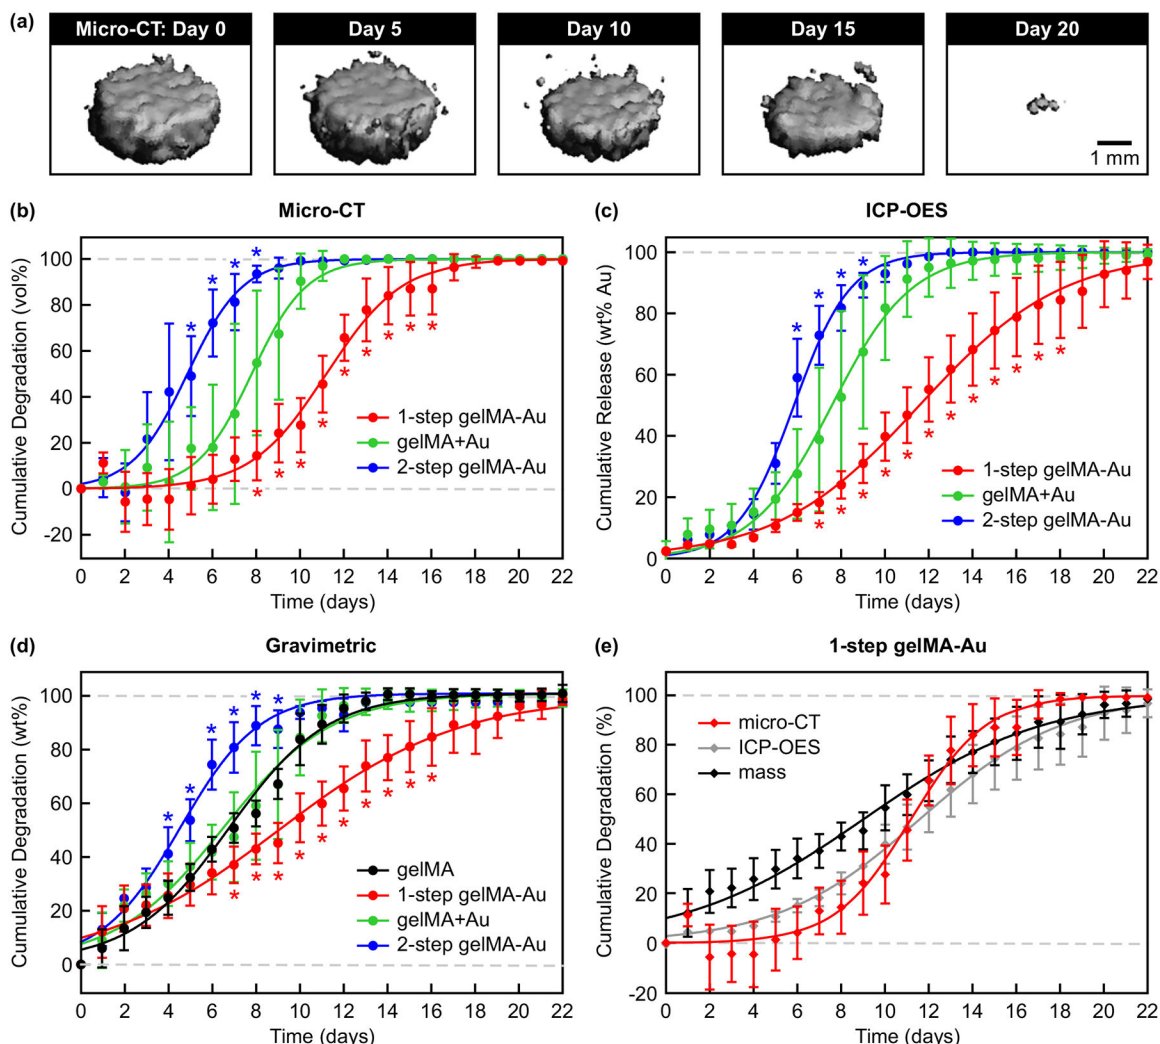 (a)
Micro-CT: Day 0
Day 5
Day 10
Day 15
Day 20
1 mm
(b)
Micro-CT
Cumulative Degradation (vol%)
100
80
60
40
20
0
-20
1-step gelMA-Au
gelMA+Au
2-step gelMA-Au
0 2 4 6 8 10 12 14 16 18 20 22
Time (days)
(c)
ICP-OES
Cumulative Release (wt% Au)
100
80
60
40
20
0
1-step gelMA-Au
gelMA+Au
2-step gelMA-Au
0 2 4 6 8 10 12 14 16 18 20 22
Time (days)
(d)
Gravimetric
Cumulative Degradation (wt%)
100
80
60
40
20
0
gelMA
1-step gelMA-Au
gelMA+Au
2-step gelMA-Au
0 2 4 6 8 10 12 14 16 18 20 22
Time (days)
(e)
1-step gelMA-Au
Cumulative Degradation (%)
100
80
60
40
20
0
-20
micro-CT
ICP-OES
mass
0 2 4 6 8 10 12 14 16 18 20 22
Time (days)